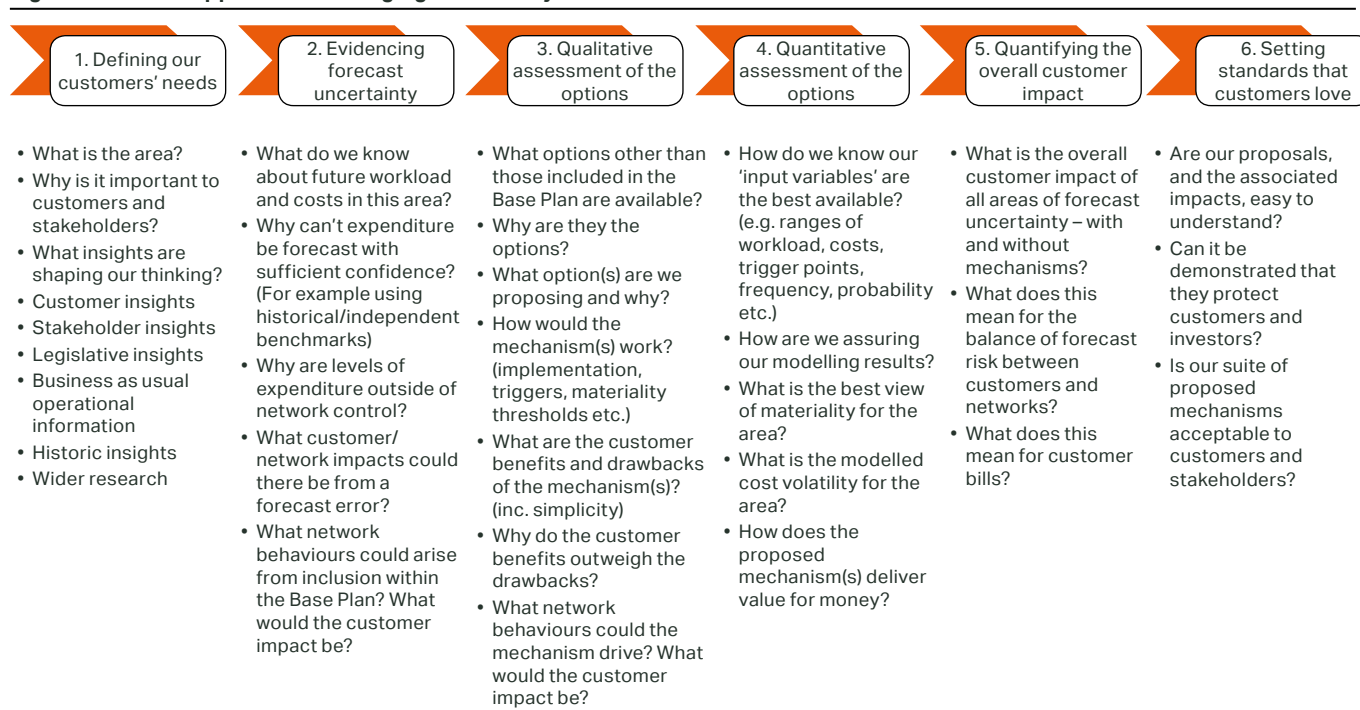 1. Defining our
customers' needs
2. Evidencing
forecast
uncertainty
3. Qualitative
assessment of the
options
4. Quantitative
assessment of the
options
5. Quantifying the
overall customer
impact
6. Setting
standards that
customers love
• What is the area?
• Why is it important to
customers and
stakeholders?
• What insights are
shaping our thinking?
• Customer insights
• Stakeholder insights
• Legislative insights
• Business as usual
operational
information
• Historic insights
• Wider research
• What do we know
about future workload
and costs in this area?
• Why can't expenditure
be forecast with
sufficient confidence?
(For example using
historical/independent
benchmarks)
• Why are levels of
expenditure outside of
network control?
• What customer/
network impacts could
there be from a
forecast error?
• What network
behaviours could arise
from inclusion within
the Base Plan? What
would the customer
impact be?
• What options other than
those included in the
Base Plan are available?
• Why are they the
options?
• What option(s) are we
proposing and why?
• How would the
mechanism(s) work?
(implementation,
triggers, materiality
thresholds etc.)
• What are the customer
benefits and drawbacks
of the mechanism(s)?
(inc. simplicity)
• Why do the customer
benefits outweigh the
drawbacks?
• What network
behaviours could the
mechanism drive? What
would the customer
impact be?
• How do we know our
'input variables' are
the best available?
(e.g. ranges of
workload, costs,
trigger points,
frequency, probability
etc.)
• How are we assuring
our modelling results?
• What is the best view
of materiality for the
area?
• What is the modelled
cost volatility for the
area?
• How does the
proposed
mechanism(s) deliver
value for money?
• What is the overall
customer impact of
all areas of forecast
uncertainty – with
and without
mechanisms?
• What does this
mean for the
balance of forecast
risk between
customers and
networks?
• What does this
mean for customer
bills?
• Are our proposals,
and the associated
impacts, easy to
understand?
• Can it be
demonstrated that
they protect
customers and
investors?
• Is our suite of
proposed
mechanisms
acceptable to
customers and
stakeholders?